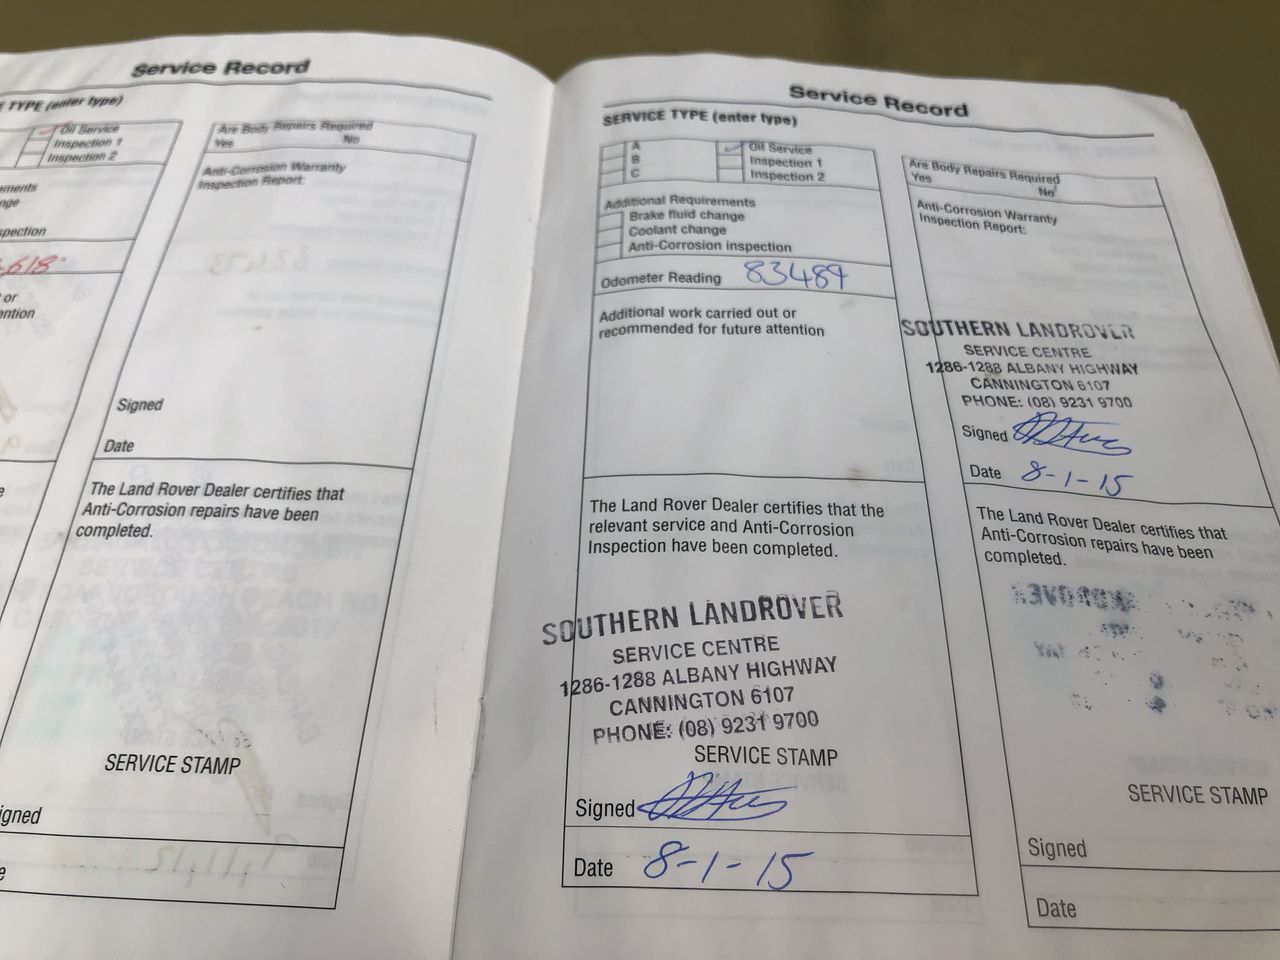 Service Record
E TYPE (enter type)
Oil Service
Inspection 1
Inspection 2
ements
nge
spection
618
or
ention
igned
Are Body Repairs Required
Yes No
Anti-Corrosion Warranty
Inspection Report:
Signed
Date
The Land Rover Dealer certifies that
Anti-Corrosion repairs have been
completed.
SERVICE STAMP
Service Record
SERVICE TYPE (enter type)
A Oil Service
B Inspection 1
C Inspection 2
Additional Requirements
Brake fluid change
Coolant change
Anti-Corrosion inspection
Odometer Reading 83489
Additional work carried out or
recommended for future attention
The Land Rover Dealer certifies that the
relevant service and Anti-Corrosion
Inspection have been completed.
SOUTHERN LANDROVER
SERVICE CENTRE
1286-1288 ALBANY HIGHWAY
CANNINGTON 6107
PHONE: (08) 9231 9700
SERVICE STAMP
Signed
Date 8-1-15
Are Body Repairs Required
Yes No
Anti-Corrosion Warranty
Inspection Report:
SOUTHERN LANDROVER
SERVICE CENTRE
1286-1288 ALBANY HIGHWAY
CANNINGTON 6107
PHONE: (08) 9231 9700
Signed
Date 8-1-15
The Land Rover Dealer certifies that
Anti-Corrosion repairs have been
completed.
SERVICE STAMP
Signed
Date